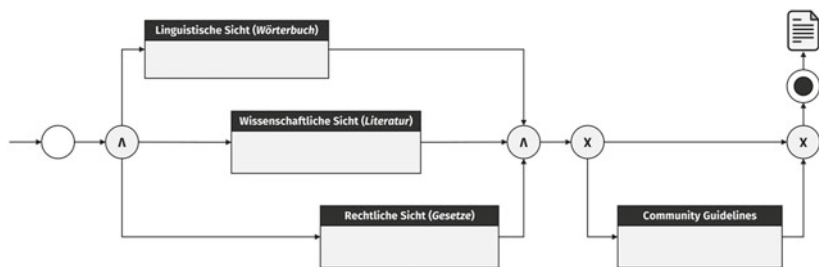 Linguistische Sicht (Wörterbuch)
Wissenschaftliche Sicht (Literatur)
Rechtliche Sicht (Gesetze)
Community Guidelines
∧
∧
X
X